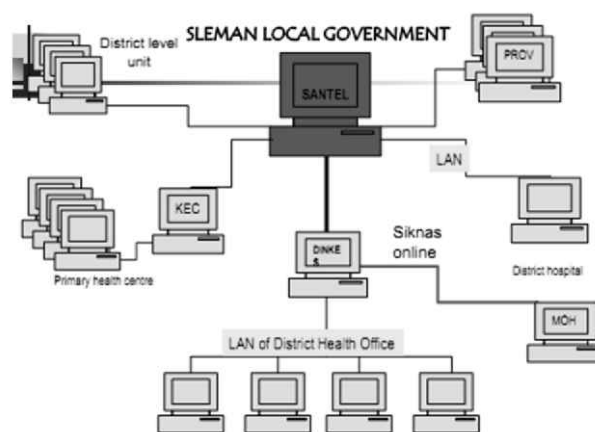 SLEMAN LOCAL GOVERNMENT
District level
unit
SANTEL
PROV
LAN
KEC
Primary health centre
DINKE
S
Siknas
online
District hospital
MOH
LAN of District Health Office